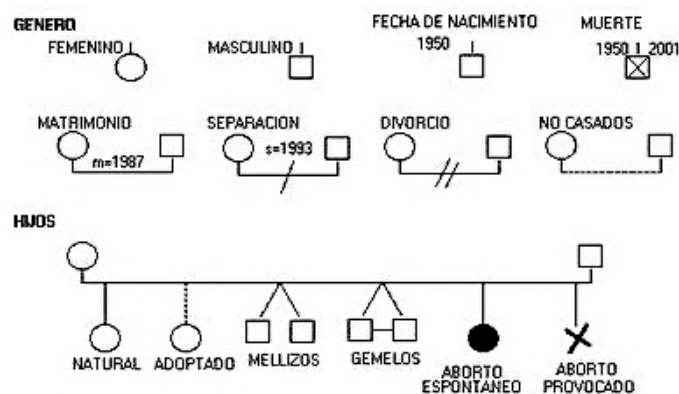 GENERO
FEMENINO
MASCULINO
FECHA DE NACIMIENTO
1950
MUERTE
1950 2001
MATRIMONIO
m=1987
SEPARACION
s=1993
DIVORCIO
NO CASADOS
HIJOS
NATURAL
ADOPTADO
MELLIZOS
GEMELOS
ABORTO
ESPONTANEO
ABORTO
PROVOCADO